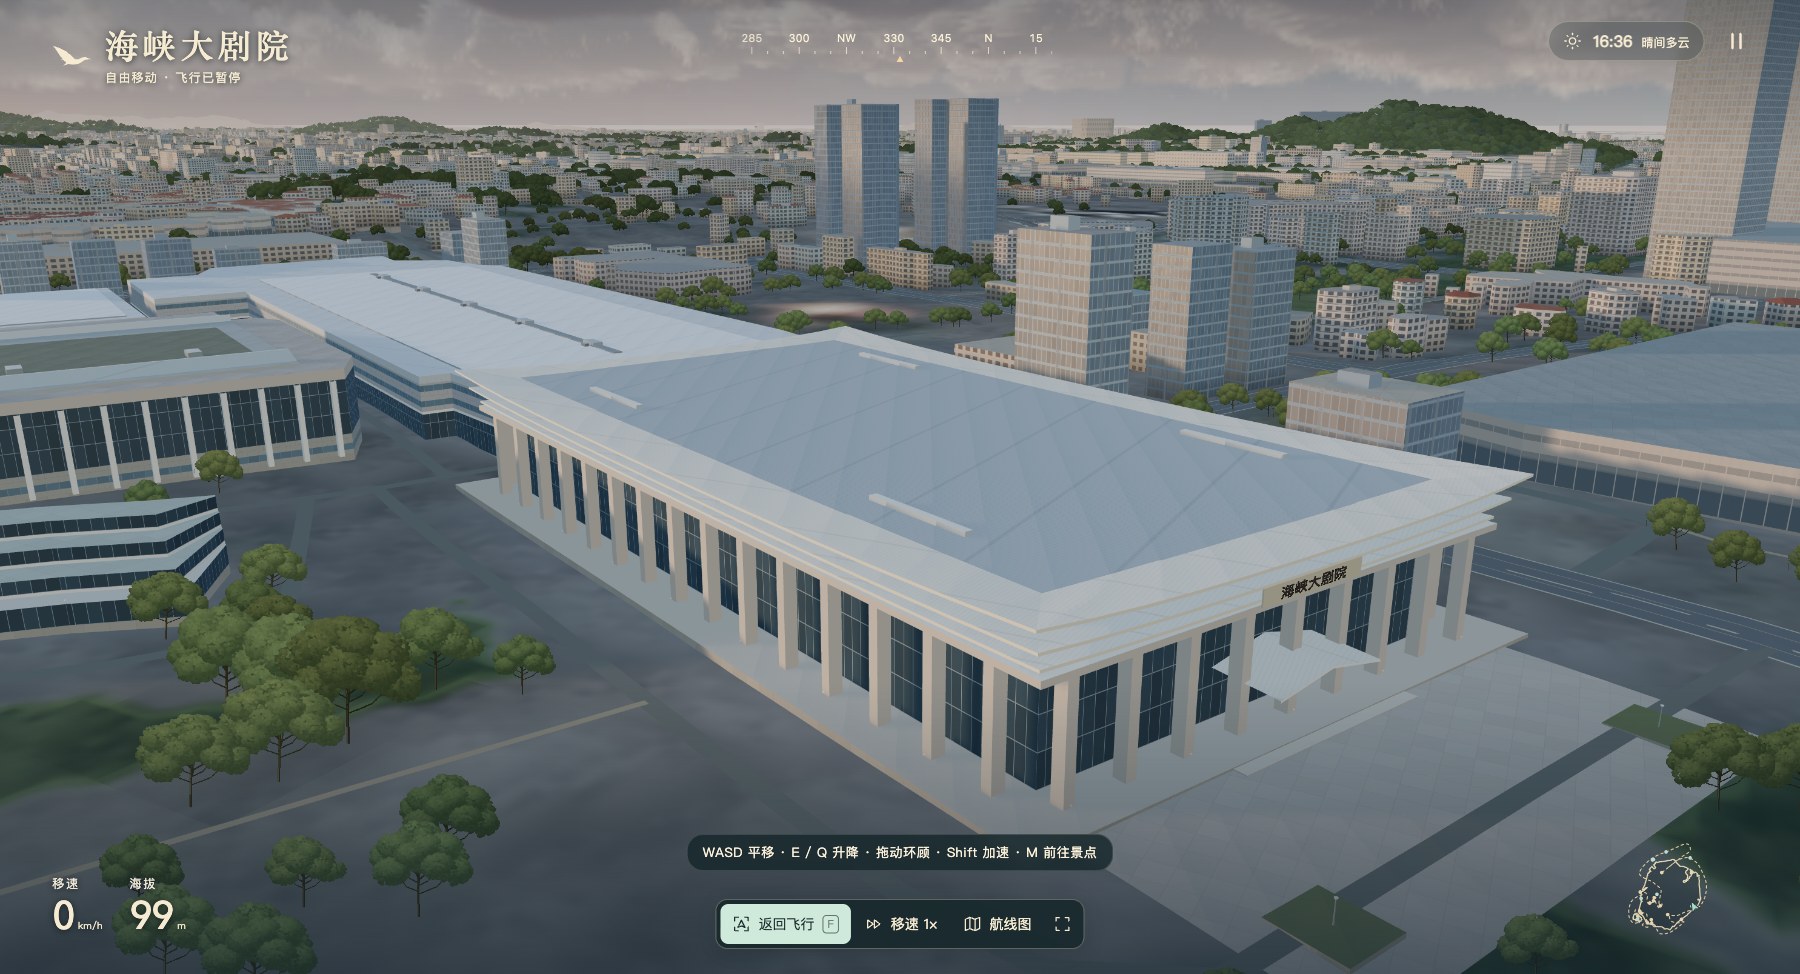 海峡大剧院
自由移动 · 飞行已暂停
285 300 NW 330 345 N 15
16:36 晴间多云
海峡大剧院
WASD 平移 · E / Q 升降 · 拖动环顾 · Shift 加速 · M 前往景点
移速 海拔
0 km/h 99 m
返回飞行 F 移速 1x 航线图